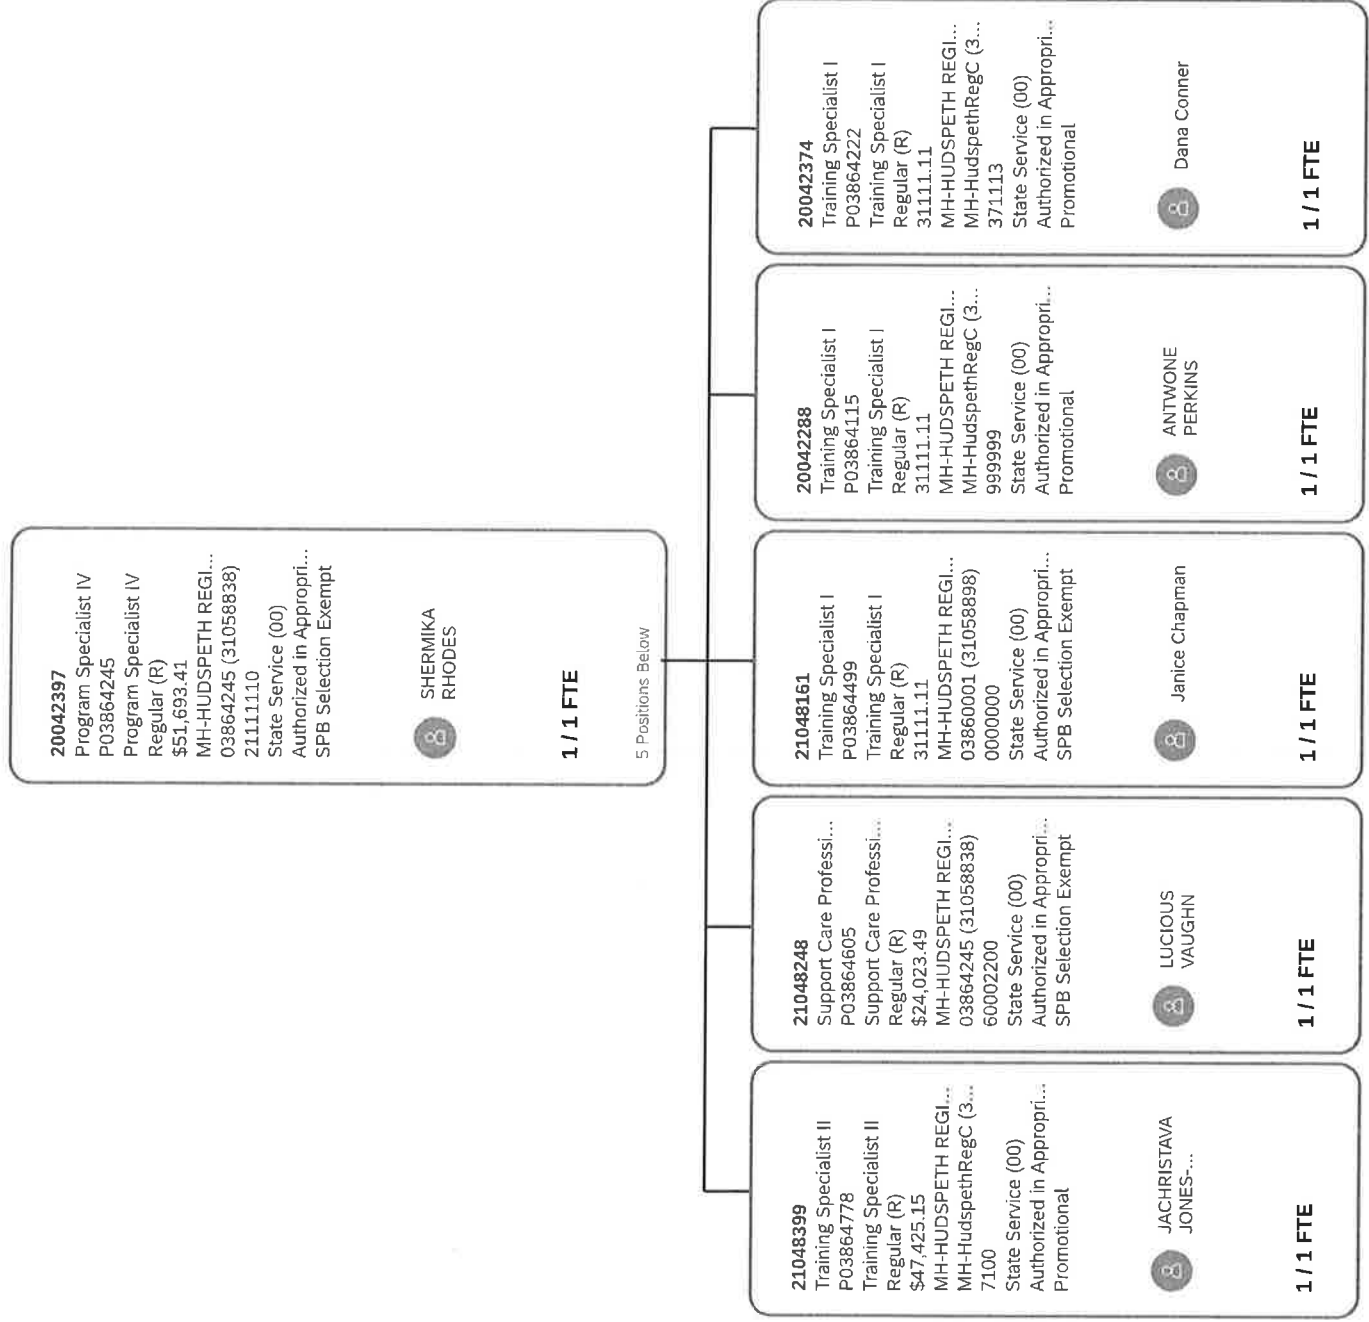 20042397
Program Specialist IV
P03864245
Program Specialist IV
Regular (R)
$51,693.41
MH-HUDSPETH REGI...
03864245 (31058838)
21111110
State Service (00)
Authorized in Appropri...
SPB Selection Exempt
SHERMIKA
RHODES
1 / 1 FTE
5 Positions Below
21048399
Training Specialist II
P03864778
Training Specialist II
Regular (R)
$47,425.15
MH-HUDSPETH REGI...
MH-HudspethRegC (3...
7100
State Service (00)
Authorized in Appropri...
Promotional
JACHRISTAVA
JONES-...
1 / 1 FTE
21048248
Support Care Professi...
P03864605
Support Care Professi...
Regular (R)
$24,023.49
MH-HUDSPETH REGI...
03864245 (31058838)
60002200
State Service (00)
Authorized in Appropri...
SPB Selection Exempt
LUCIOUS
VAUGHN
1 / 1 FTE
21048161
Training Specialist I
P03864499
Training Specialist I
Regular (R)
31111.11
MH-HUDSPETH REGI...
03860001 (31058898)
0000000
State Service (00)
Authorized in Appropri...
SPB Selection Exempt
Janice Chapman
1 / 1 FTE
20042288
Training Specialist I
P03864115
Training Specialist I
Regular (R)
31111.11
MH-HUDSPETH REGI...
MH-HudspethRegC (3...
999999
State Service (00)
Authorized in Appropri...
Promotional
ANTWONE
PERKINS
1 / 1 FTE
20042374
Training Specialist I
P03864222
Training Specialist I
Regular (R)
31111.11
MH-HUDSPETH REGI...
MH-HudspethRegC (3...
371113
State Service (00)
Authorized in Appropri...
Promotional
Dana Conner
1 / 1 FTE